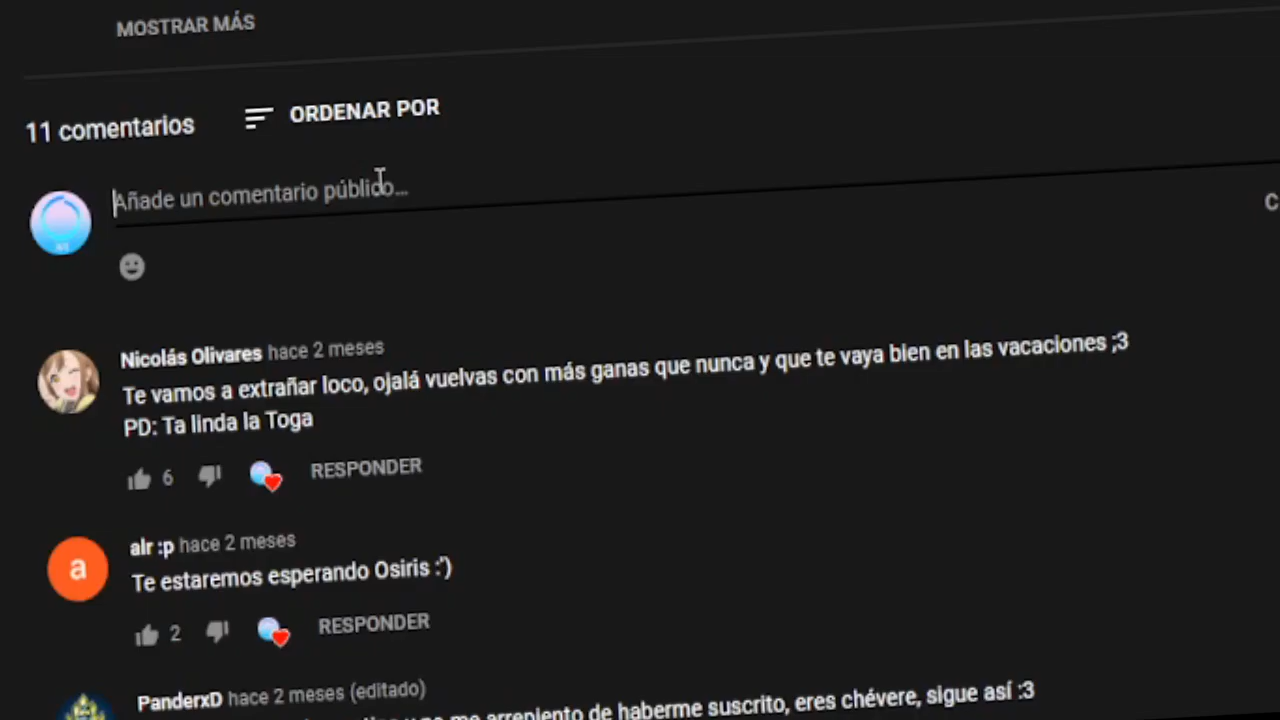 MOSTRAR MÁS
11 comentarios ORDENAR POR
Añade un comentario público...
C
Nicolás Olivares hace 2 meses
Te vamos a extrañar loco, ojalá vuelvas con más ganas que nunca y que te vaya bien en las vacaciones ;3
PD: Ta linda la Toga
6 RESPONDER
a
alr :p hace 2 meses
Te estaremos esperando Osiris :')
2 RESPONDER
PanderxD hace 2 meses (editado)
y no me arrepiento de haberme suscrito, eres chévere, sigue así :3